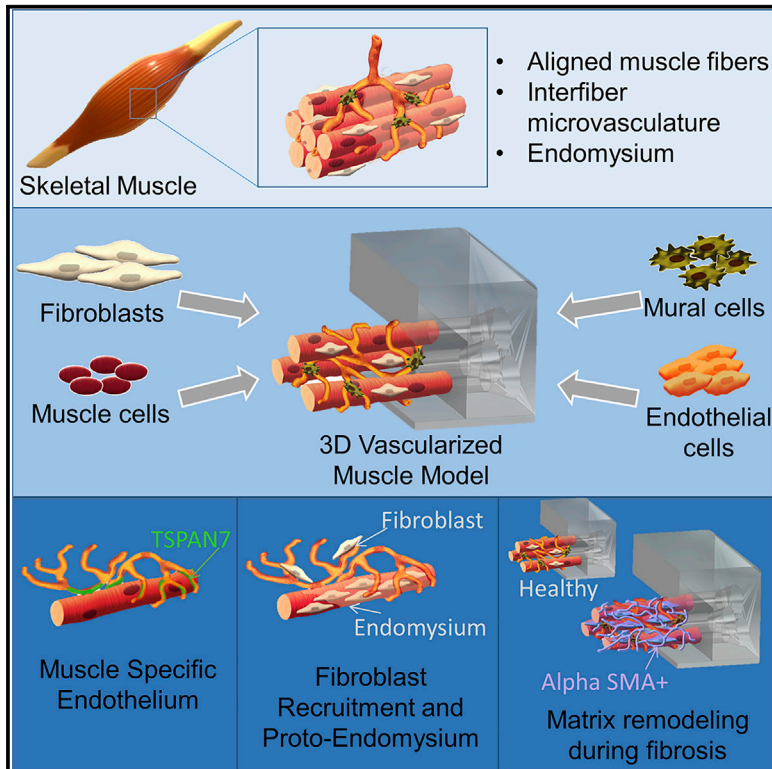 Skeletal Muscle
• Aligned muscle fibers
• Interfiber
microvasculature
• Endomysium
Fibroblasts
Muscle cells
3D Vascularized
Muscle Model
Mural cells
Endothelial
cells
TSPAN7
Muscle Specific
Endothelium
Fibroblast
Endomysium
Fibroblast
Recruitment and
Proto-Endomysium
Healthy
Alpha SMA+
Matrix remodeling
during fibrosis